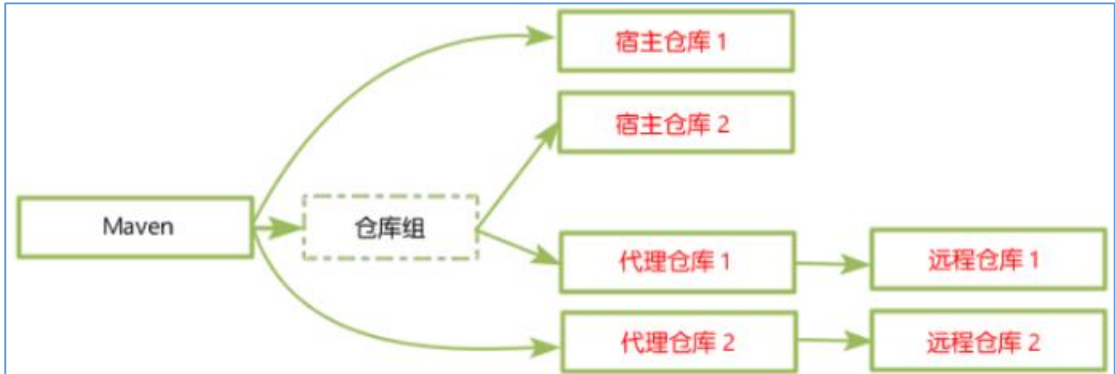 宿主仓库 1
宿主仓库 2
Maven
仓库组
代理仓库 1
远程仓库 1
代理仓库 2
远程仓库 2